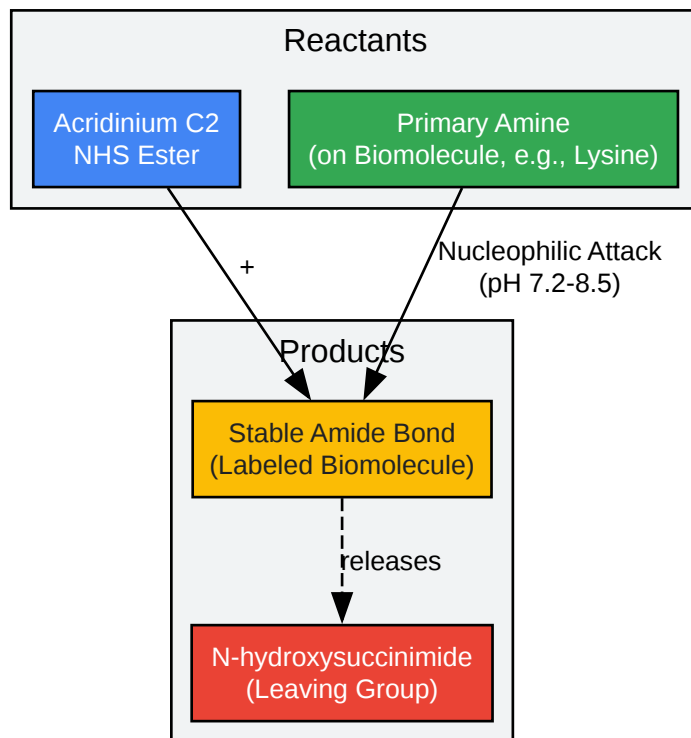 Reactants
Acridinium C2
NHS Ester
Primary Amine
(on Biomolecule, e.g., Lysine)
+
Nucleophilic Attack
(pH 7.2-8.5)
Products
Stable Amide Bond
(Labeled Biomolecule)
releases
N-hydroxysuccinimide
(Leaving Group)